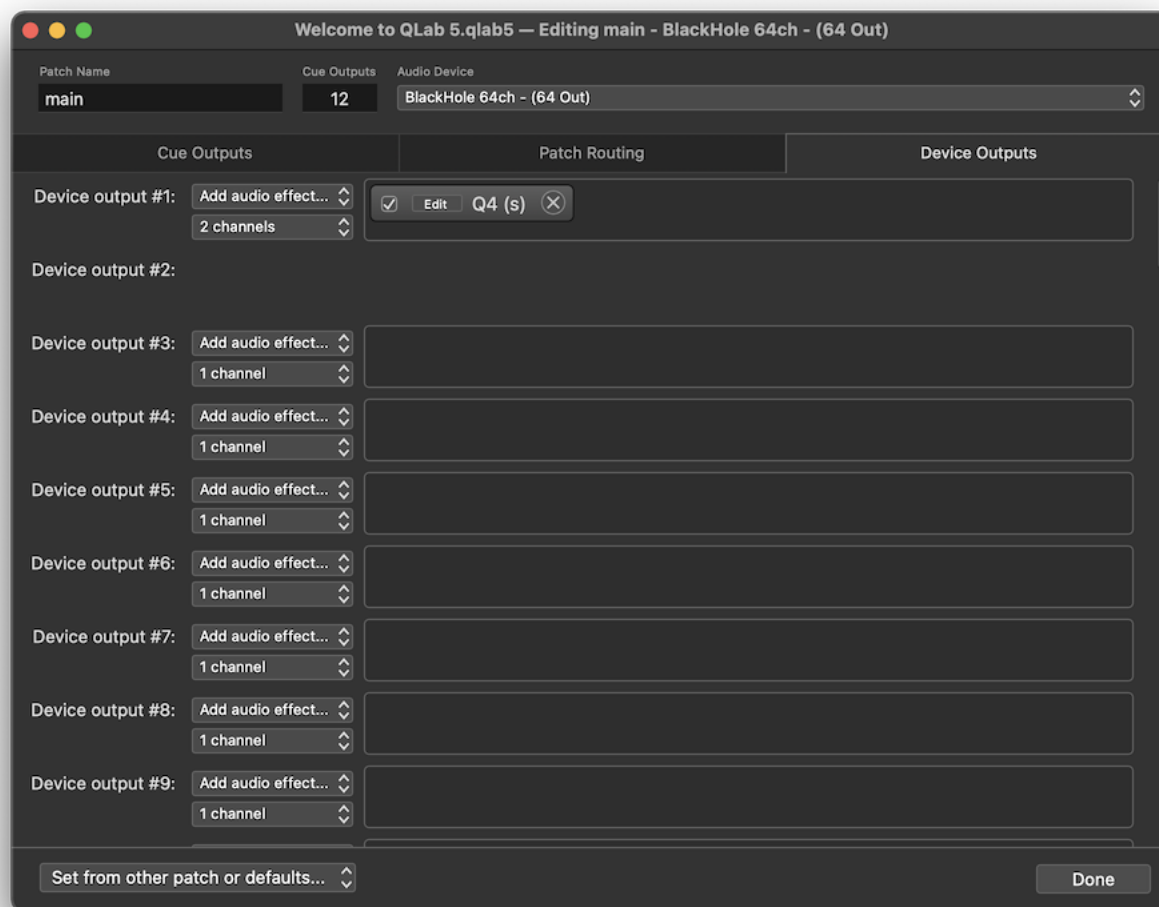 Welcome to QLab 5.qlab5 — Editing main - BlackHole 64ch - (64 Out)
Patch Name Cue Outputs Audio Device
main 12 BlackHole 64ch - (64 Out)
Cue Outputs Patch Routing Device Outputs
Device output #1: Add audio effect... Edit Q4 (s)
2 channels
Device output #2:
Device output #3: Add audio effect...
1 channel
Device output #4: Add audio effect...
1 channel
Device output #5: Add audio effect...
1 channel
Device output #6: Add audio effect...
1 channel
Device output #7: Add audio effect...
1 channel
Device output #8: Add audio effect...
1 channel
Device output #9: Add audio effect...
1 channel
Set from other patch or defaults... Done